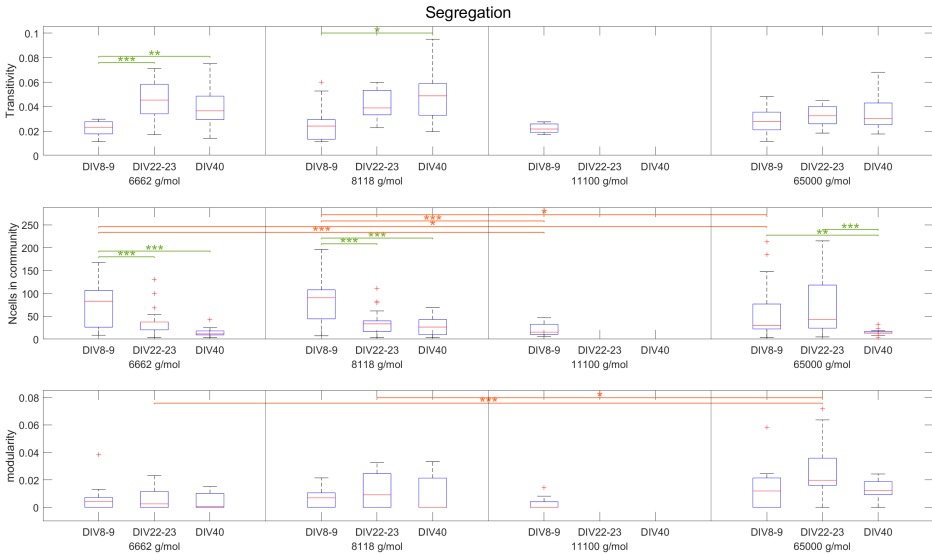 Segregation
Transitivity
0.1
0.08
0.06
0.04
0.02
0
* 
** 
***
DIV8-9 DIV22-23 DIV40 DIV8-9 DIV22-23 DIV40 DIV8-9 DIV22-23 DIV40 DIV8-9 DIV22-23 DIV40
6662 g/mol 8118 g/mol 11100 g/mol 65000 g/mol
Ncells in community
250
200
150
100
50
0
*
***
*
*** ***
*** **
***
***
DIV8-9 DIV22-23 DIV40 DIV8-9 DIV22-23 DIV40 DIV8-9 DIV22-23 DIV40 DIV8-9 DIV22-23 DIV40
6662 g/mol 8118 g/mol 11100 g/mol 65000 g/mol
modularity
0.08
0.06
0.04
0.02
0
*
***
DIV8-9 DIV22-23 DIV40 DIV8-9 DIV22-23 DIV40 DIV8-9 DIV22-23 DIV40 DIV8-9 DIV22-23 DIV40
6662 g/mol 8118 g/mol 11100 g/mol 65000 g/mol